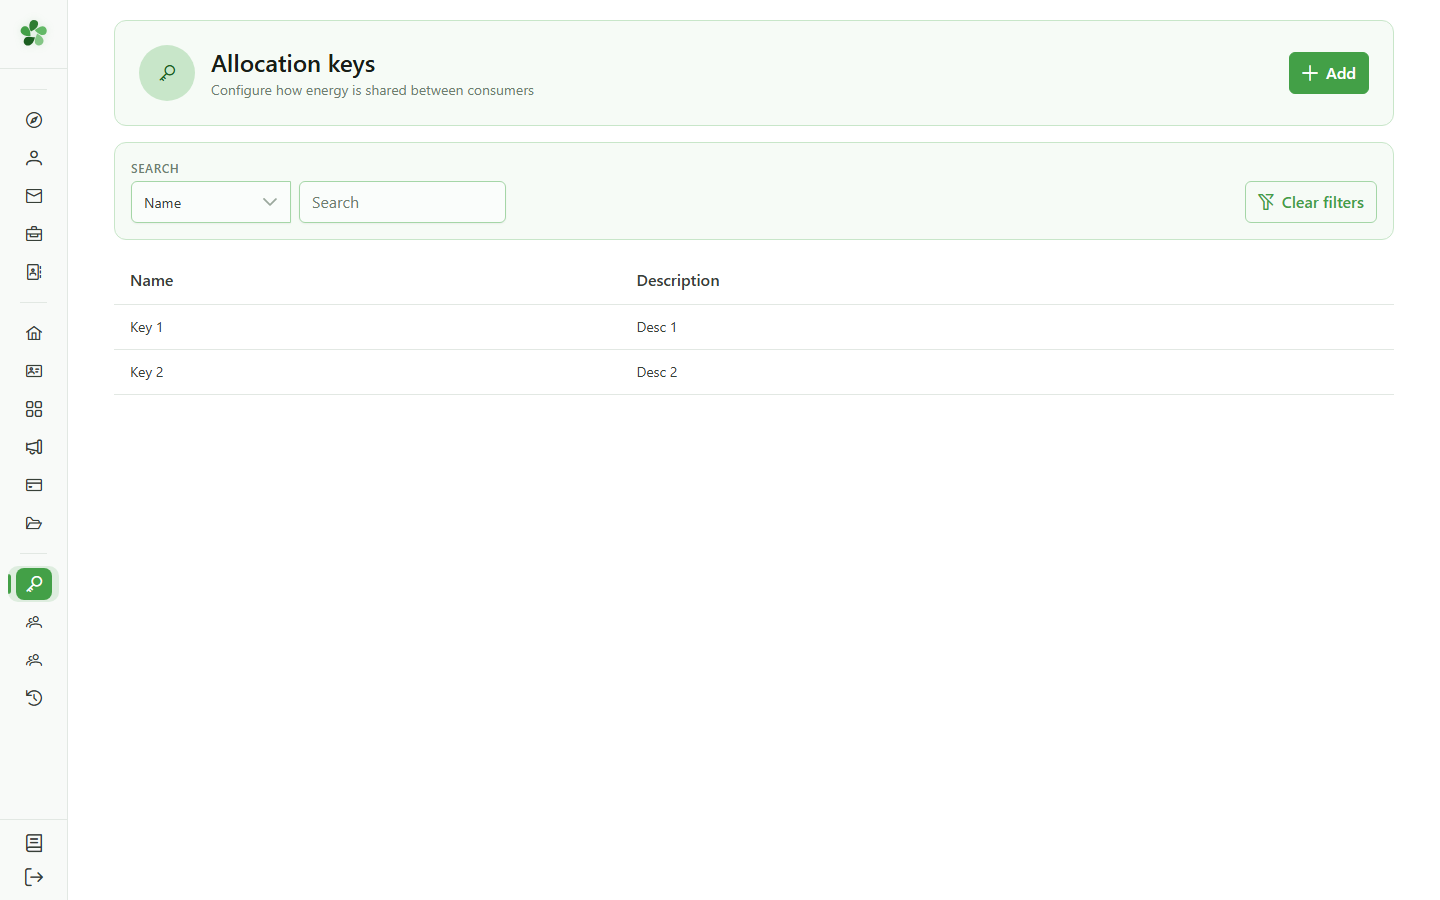 Allocation keys
Configure how energy is shared between consumers
Add
SEARCH
Name
Search
Clear filters
Name Description
Key 1 Desc 1
Key 2 Desc 2